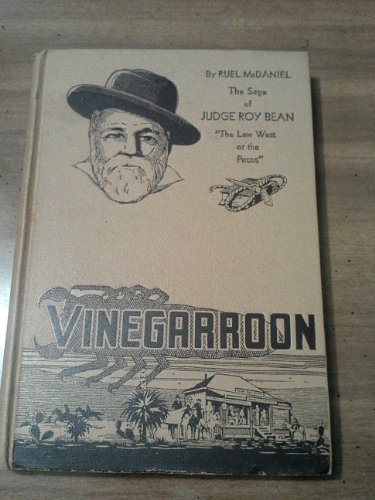 By RUEL McDANIEL
The Saga
of
JUDGE ROY BEAN
"The Law West
of the
Pecos"
VINEGARROON